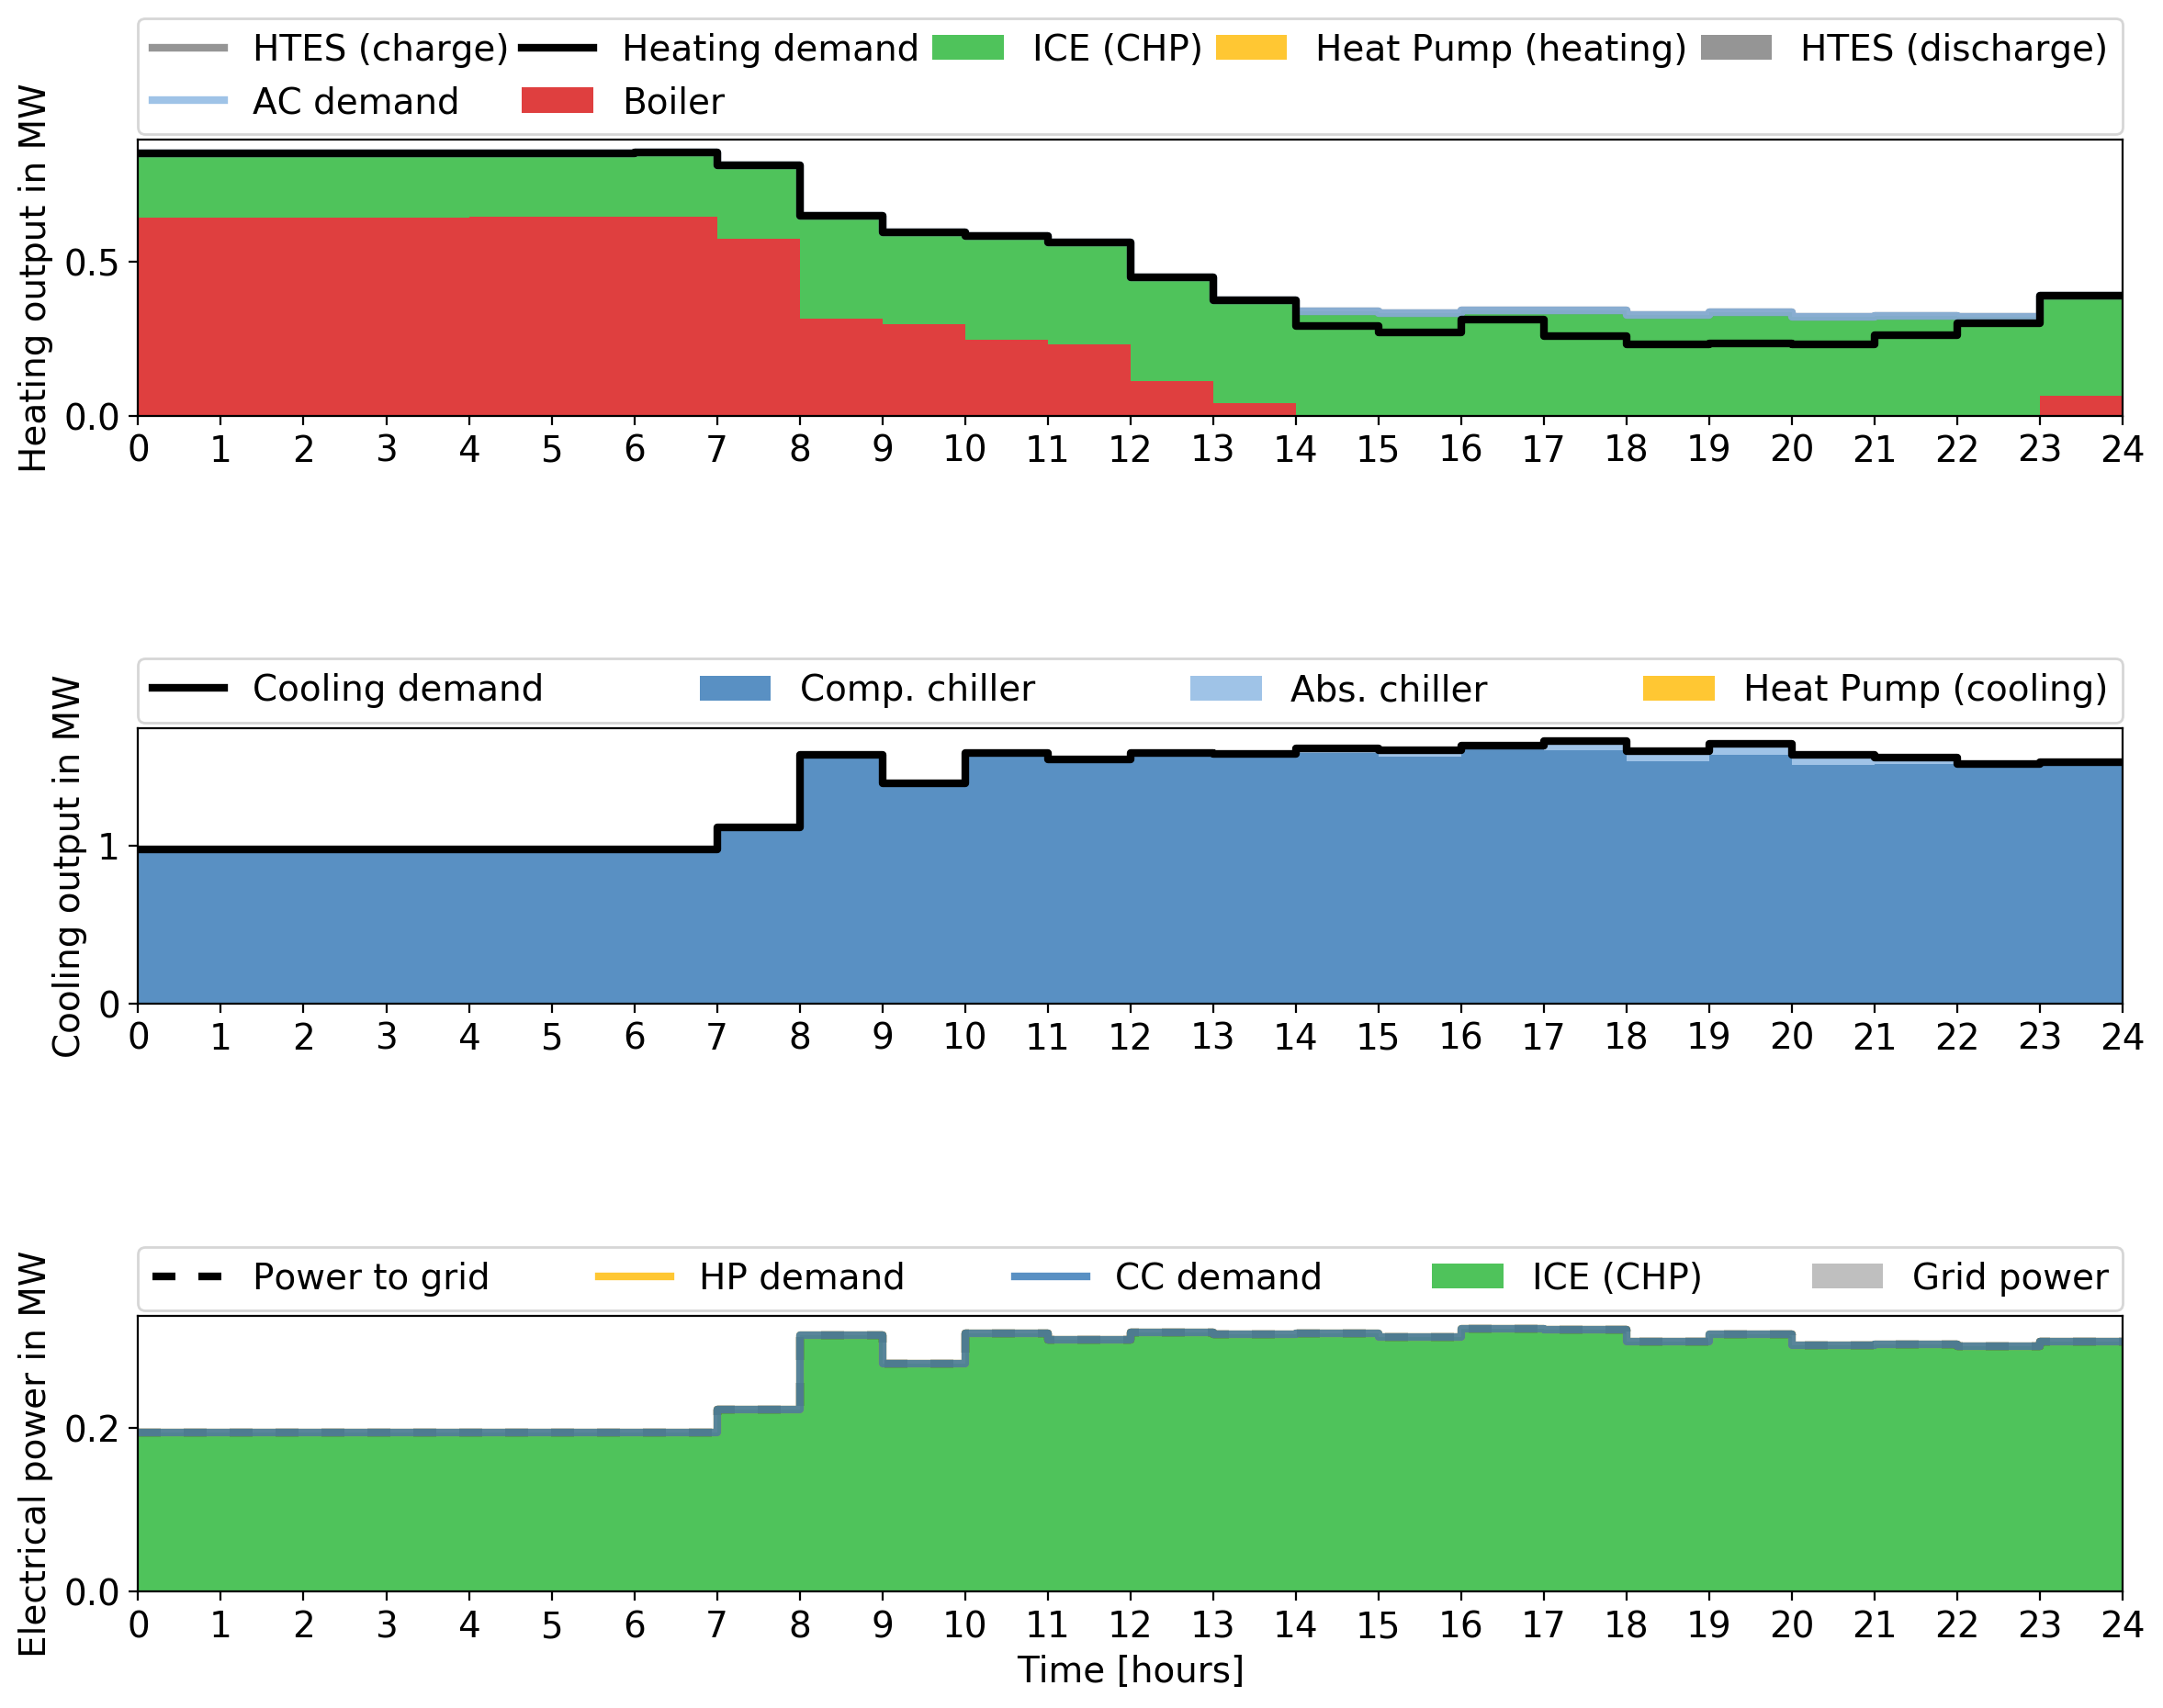 HTES (charge) Heating demand ICE (CHP) Heat Pump (heating) HTES (discharge)
AC demand Boiler
Heating output in MW
0.5
0.0
0 1 2 3 4 5 6 7 8 9 10 11 12 13 14 15 16 17 18 19 20 21 22 23 24
Cooling demand Comp. chiller Abs. chiller Heat Pump (cooling)
Cooling output in MW
1
0
0 1 2 3 4 5 6 7 8 9 10 11 12 13 14 15 16 17 18 19 20 21 22 23 24
Power to grid HP demand CC demand ICE (CHP) Grid power
Electrical power in MW
0.2
0.0
0 1 2 3 4 5 6 7 8 9 10 11 12 13 14 15 16 17 18 19 20 21 22 23 24
Time [hours]